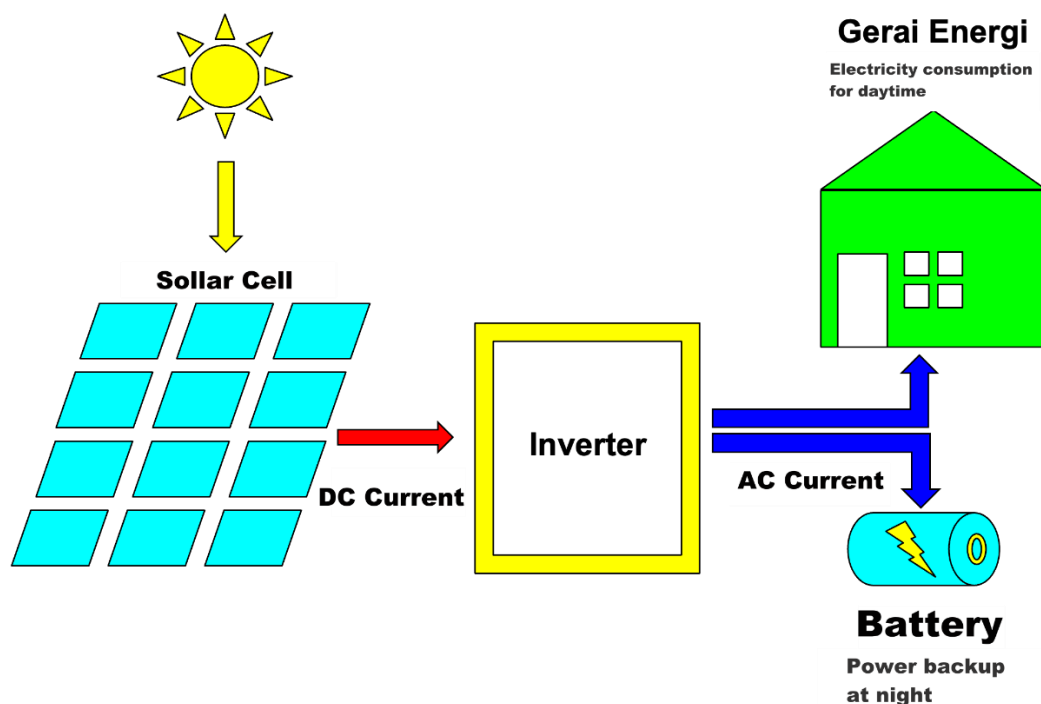 Gerai Energi
Electricity consumption
for daytime
Sollar Cell
Inverter
DC Current
AC Current
Battery
Power backup
at night